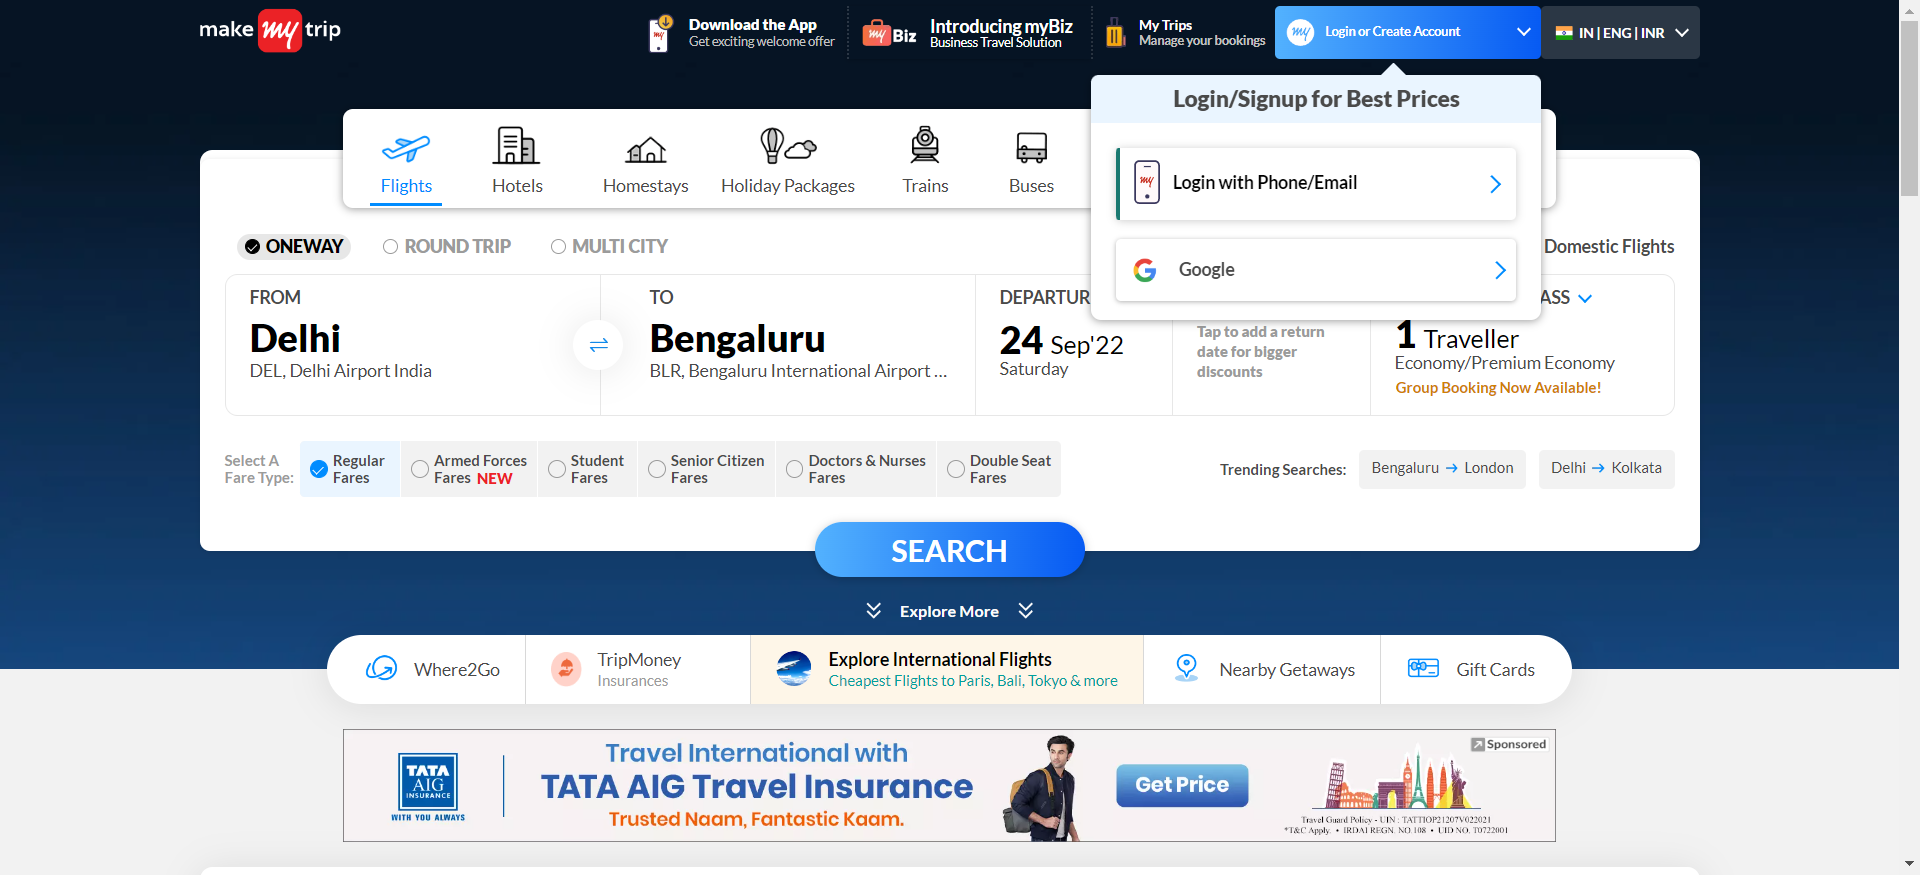 make my trip
Download the App
Get exciting welcome offer
my Biz
Introducing myBiz
Business Travel Solution
My Trips
Manage your bookings
my
Login or Create Account
IN | ENG | INR
Login/Signup for Best Prices
my
Login with Phone/Email
Google
Flights
Hotels
Homestays
Holiday Packages
Trains
Buses
ONEWAY
ROUND TRIP
MULTI CITY
Domestic Flights
FROM
Delhi
DEL, Delhi Airport India
TO
Bengaluru
BLR, Bengaluru International Airport ...
DEPARTUR
24 Sep'22
Saturday
Tap to add a return
date for bigger
discounts
ASS
1 Traveller
Economy/Premium Economy
Group Booking Now Available!
Select A
Fare Type:
Regular
Fares
Armed Forces
Fares NEW
Student
Fares
Senior Citizen
Fares
Doctors & Nurses
Fares
Double Seat
Fares
Trending Searches:
Bengaluru → London
Delhi → Kolkata
SEARCH
Explore More
Where2Go
TripMoney
Insurances
Explore International Flights
Cheapest Flights to Paris, Bali, Tokyo & more
Nearby Getaways
Gift Cards
TATA
AIG
INSURANCE
WITH YOU ALWAYS
Travel International with
TATA AIG Travel Insurance
Trusted Naam, Fantastic Kaam.
Get Price
Sponsored
Travel Guard Policy - UIN : TATTIOP21207V022021
*T&C Apply. • IRDAI REGN. NO.108 • UID NO. T0722001